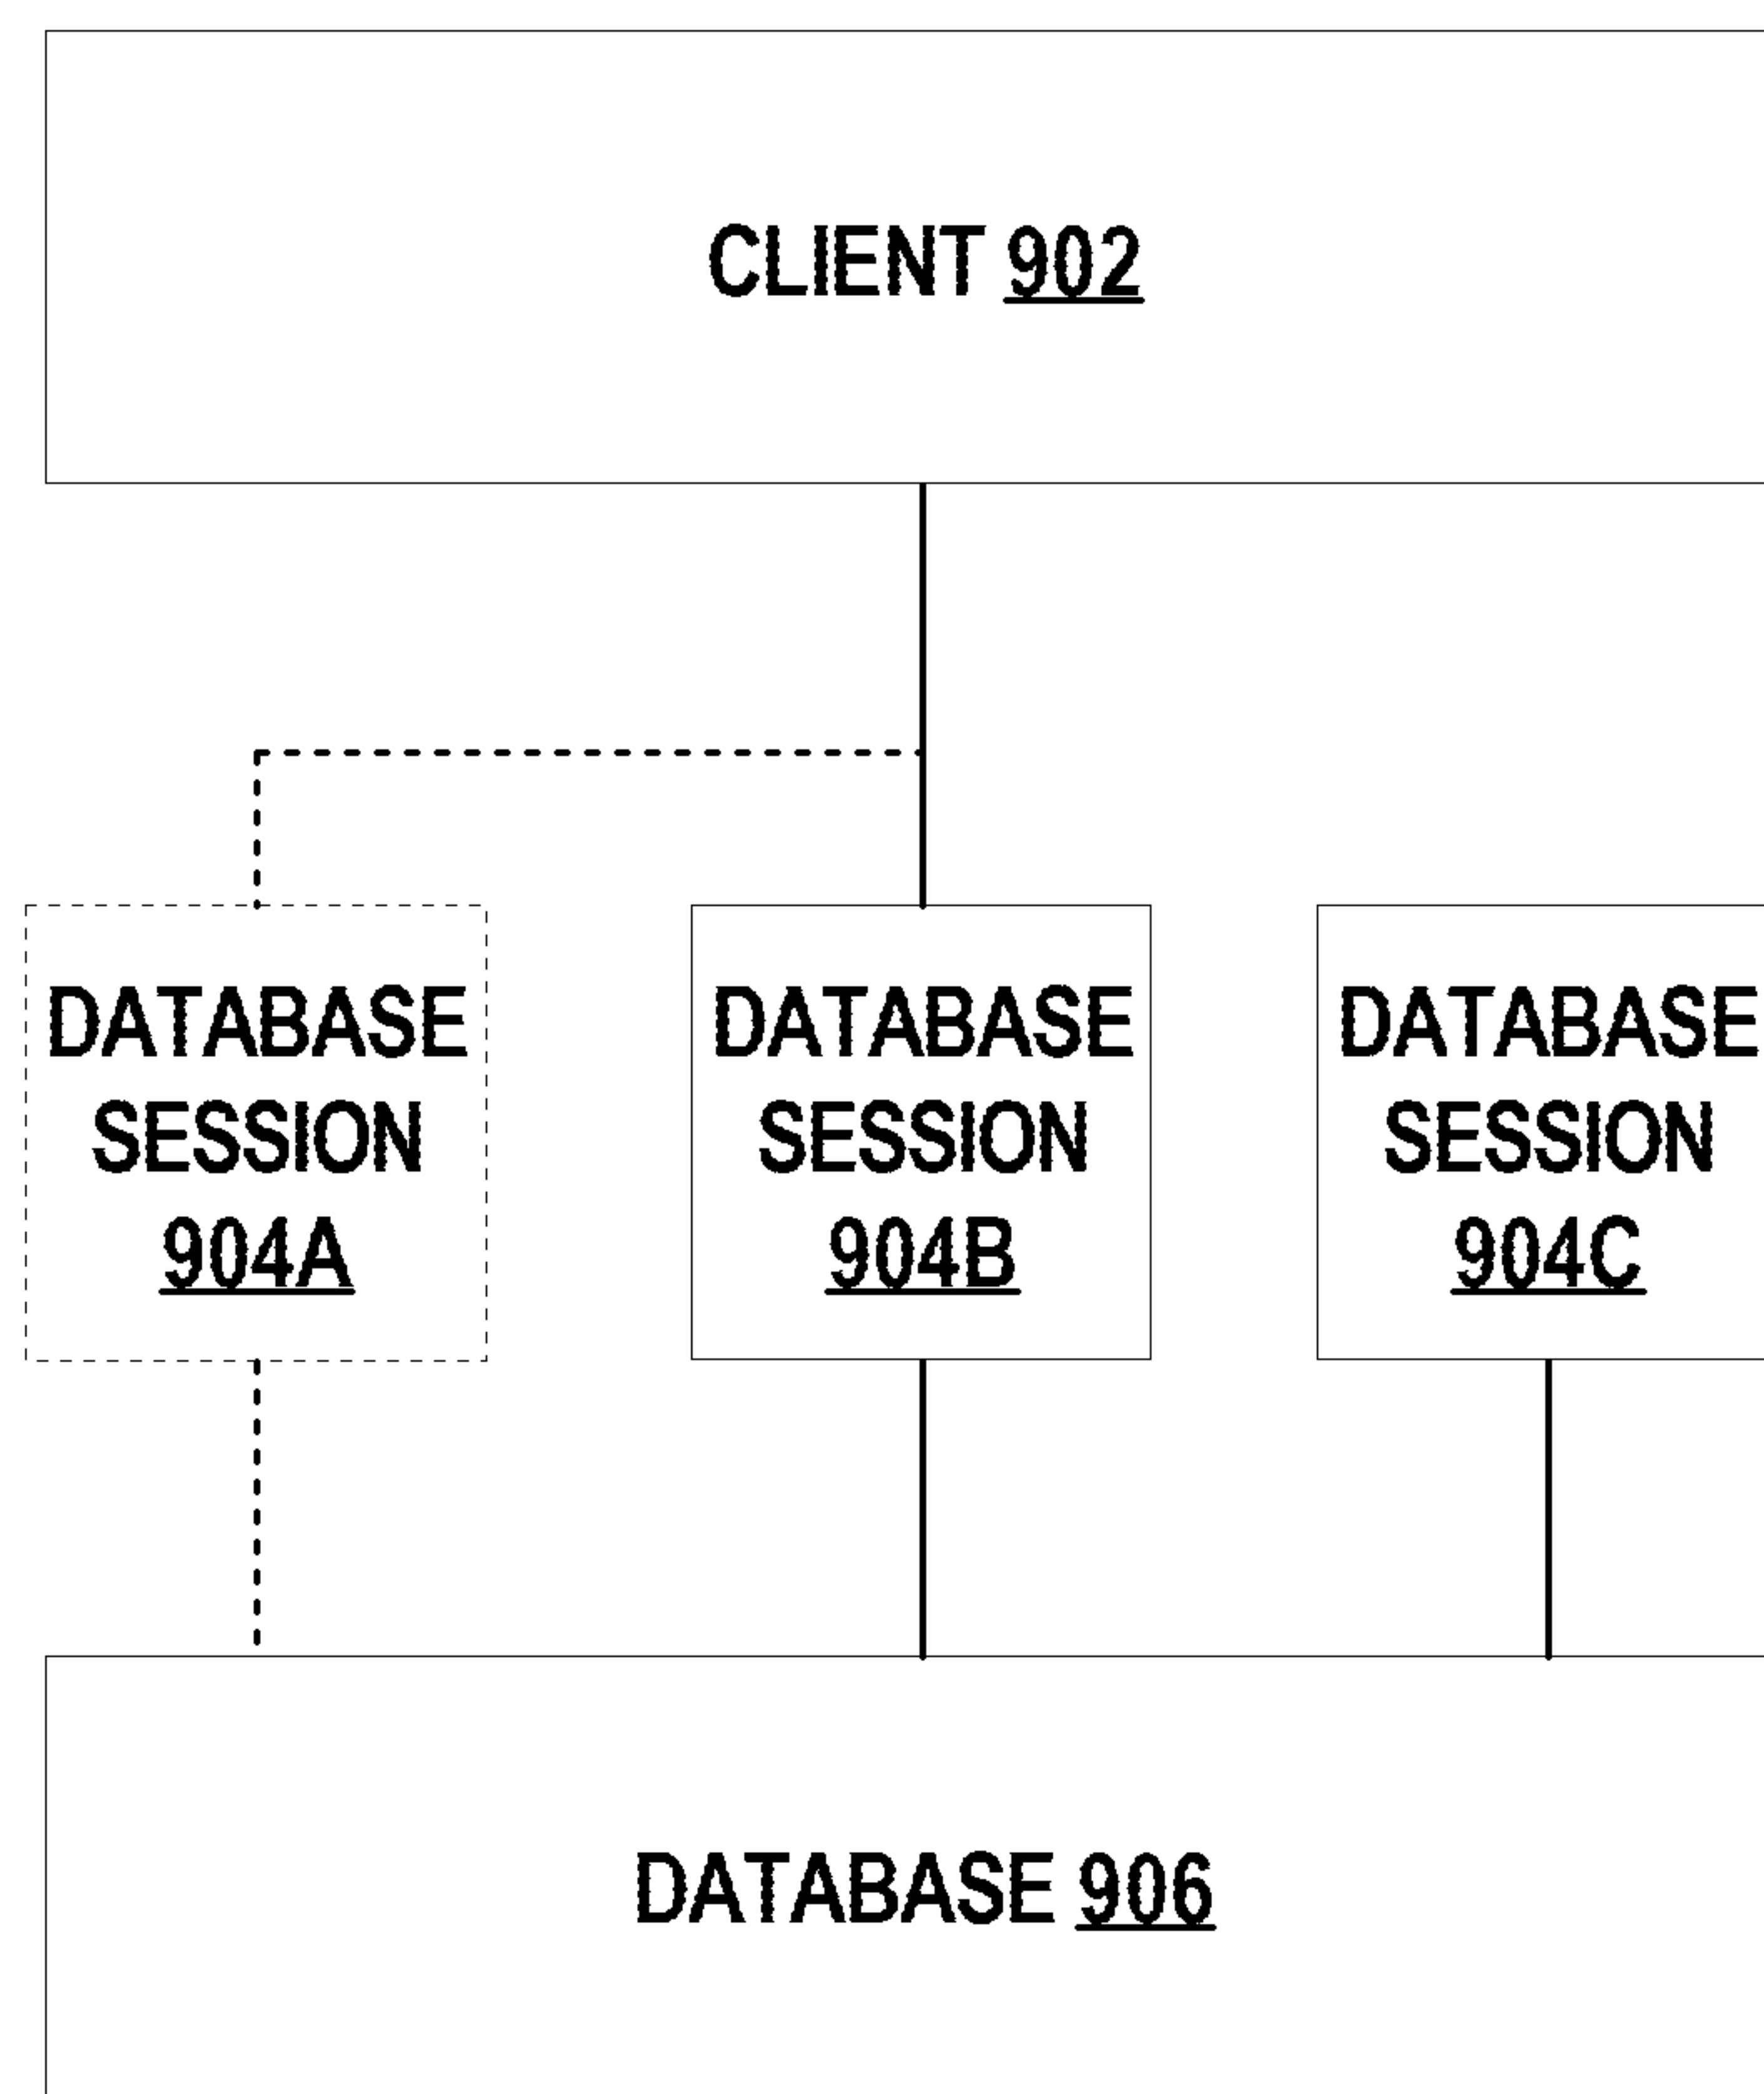 CLIENT 902
DATABASE
SESSION
904A
DATABASE
SESSION
904B
DATABASE
SESSION
904C
DATABASE 906